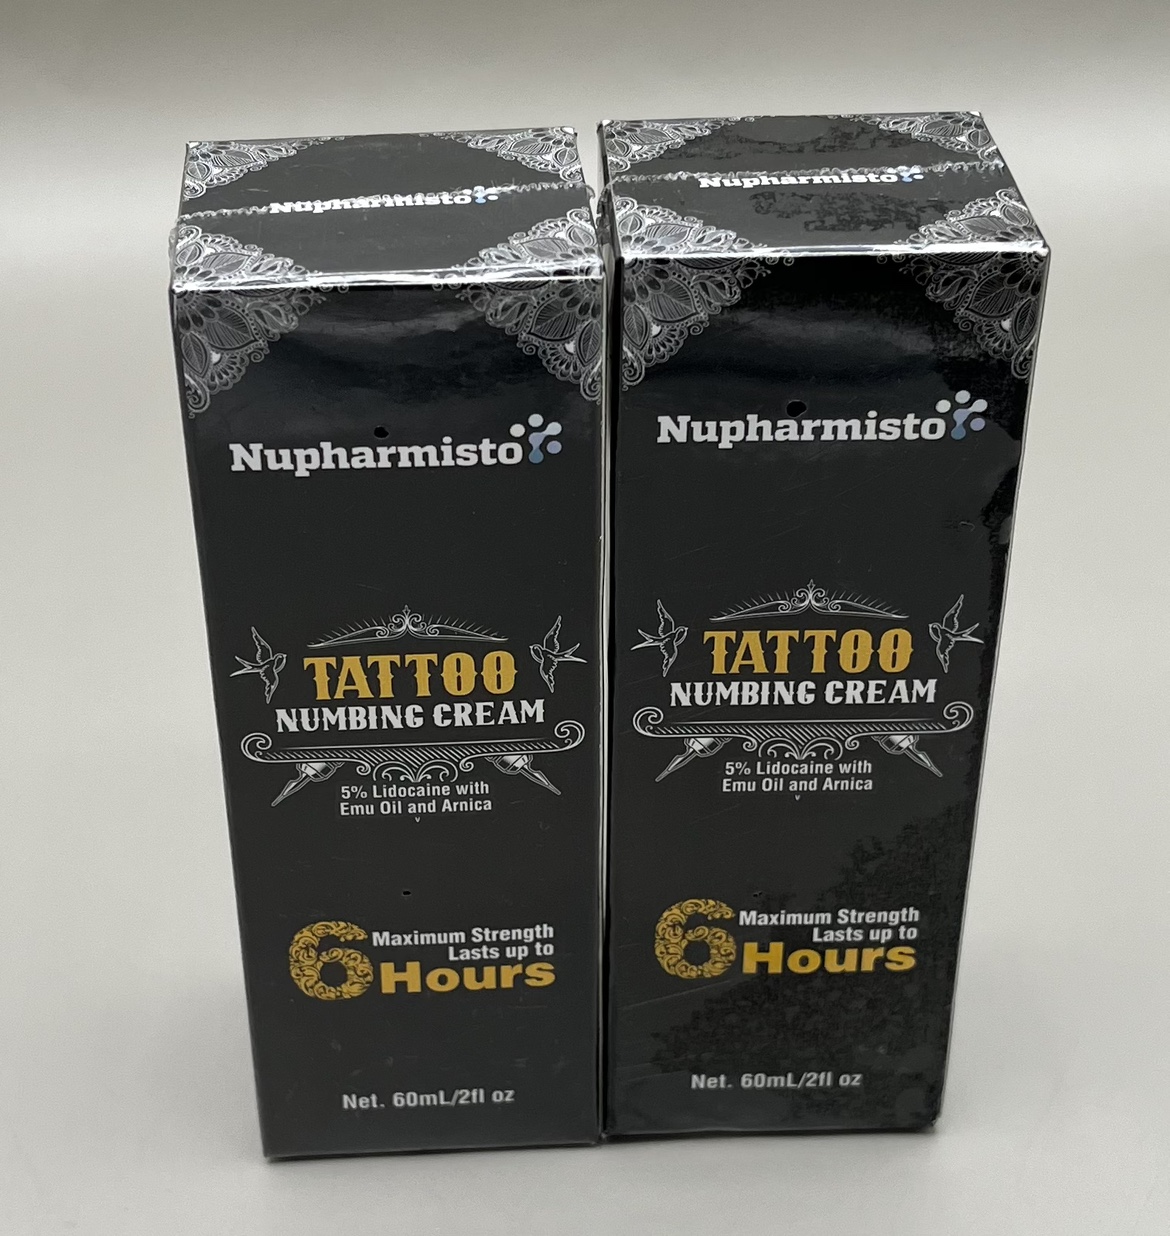 Nupharmisto
Nupharmisto
TATTOO
NUMBING CREAM
5% Lidocaine with
Emu Oil and Arnica
6
Maximum Strength
Lasts up to
Hours
Net. 60mL/2fl oz
Nupharmisto
Nupharmisto
TATTOO
NUMBING CREAM
5% Lidocaine with
Emu Oil and Arnica
6
Maximum Strength
Lasts up to
Hours
Net. 60mL/2fl oz